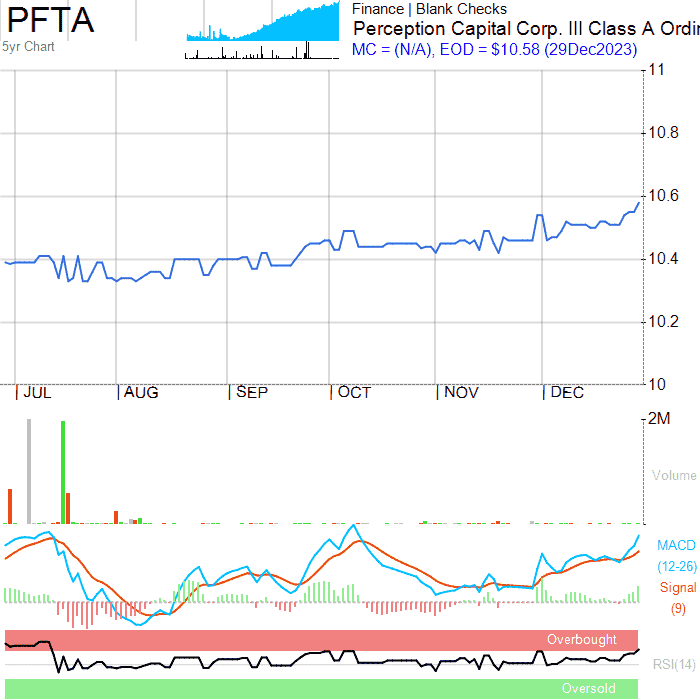 PFTA
5yr Chart
Finance | Blank Checks
Perception Capital Corp. III Class A Ordin
MC = (N/A), EOD = $10.58 (29Dec2023)
11
10.8
10.6
10.4
10.2
10
JUL AUG SEP OCT NOV DEC
2M
Volume
MACD
(12-26)
Signal
(9)
Overbought
RSI(14)
Oversold